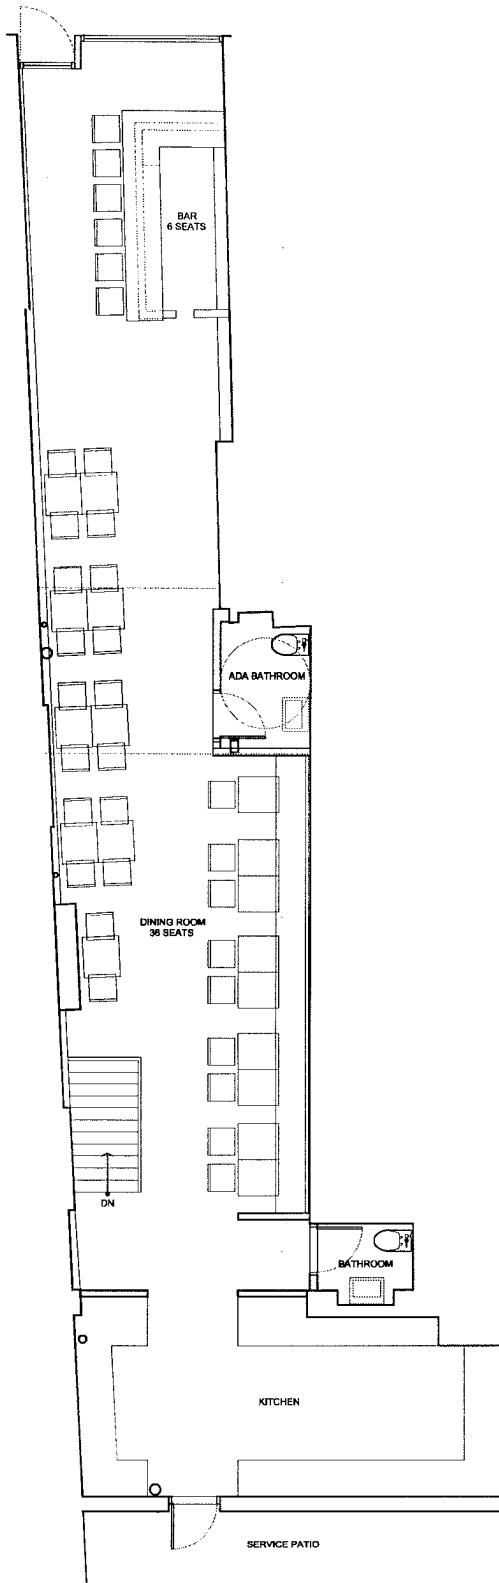 BAR
6 SEATS
ADA BATHROOM
DINING ROOM
36 SEATS
DN
BATHROOM
KITCHEN
SERVICE PATIO